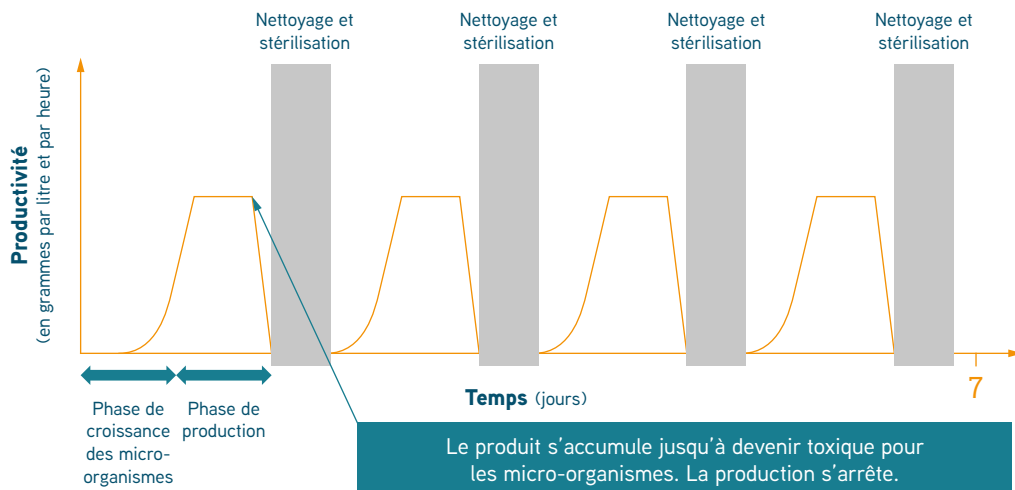 Nettoyage et
stérilisation
Nettoyage et
stérilisation
Nettoyage et
stérilisation
Nettoyage et
stérilisation
Productivité
(en grammes par litre et par heure)
7
Temps (jours)
Phase de
croissance
des micro-
organismes
Phase de
production
Le produit s'accumule jusqu'à devenir toxique pour
les micro-organismes. La production s'arrête.